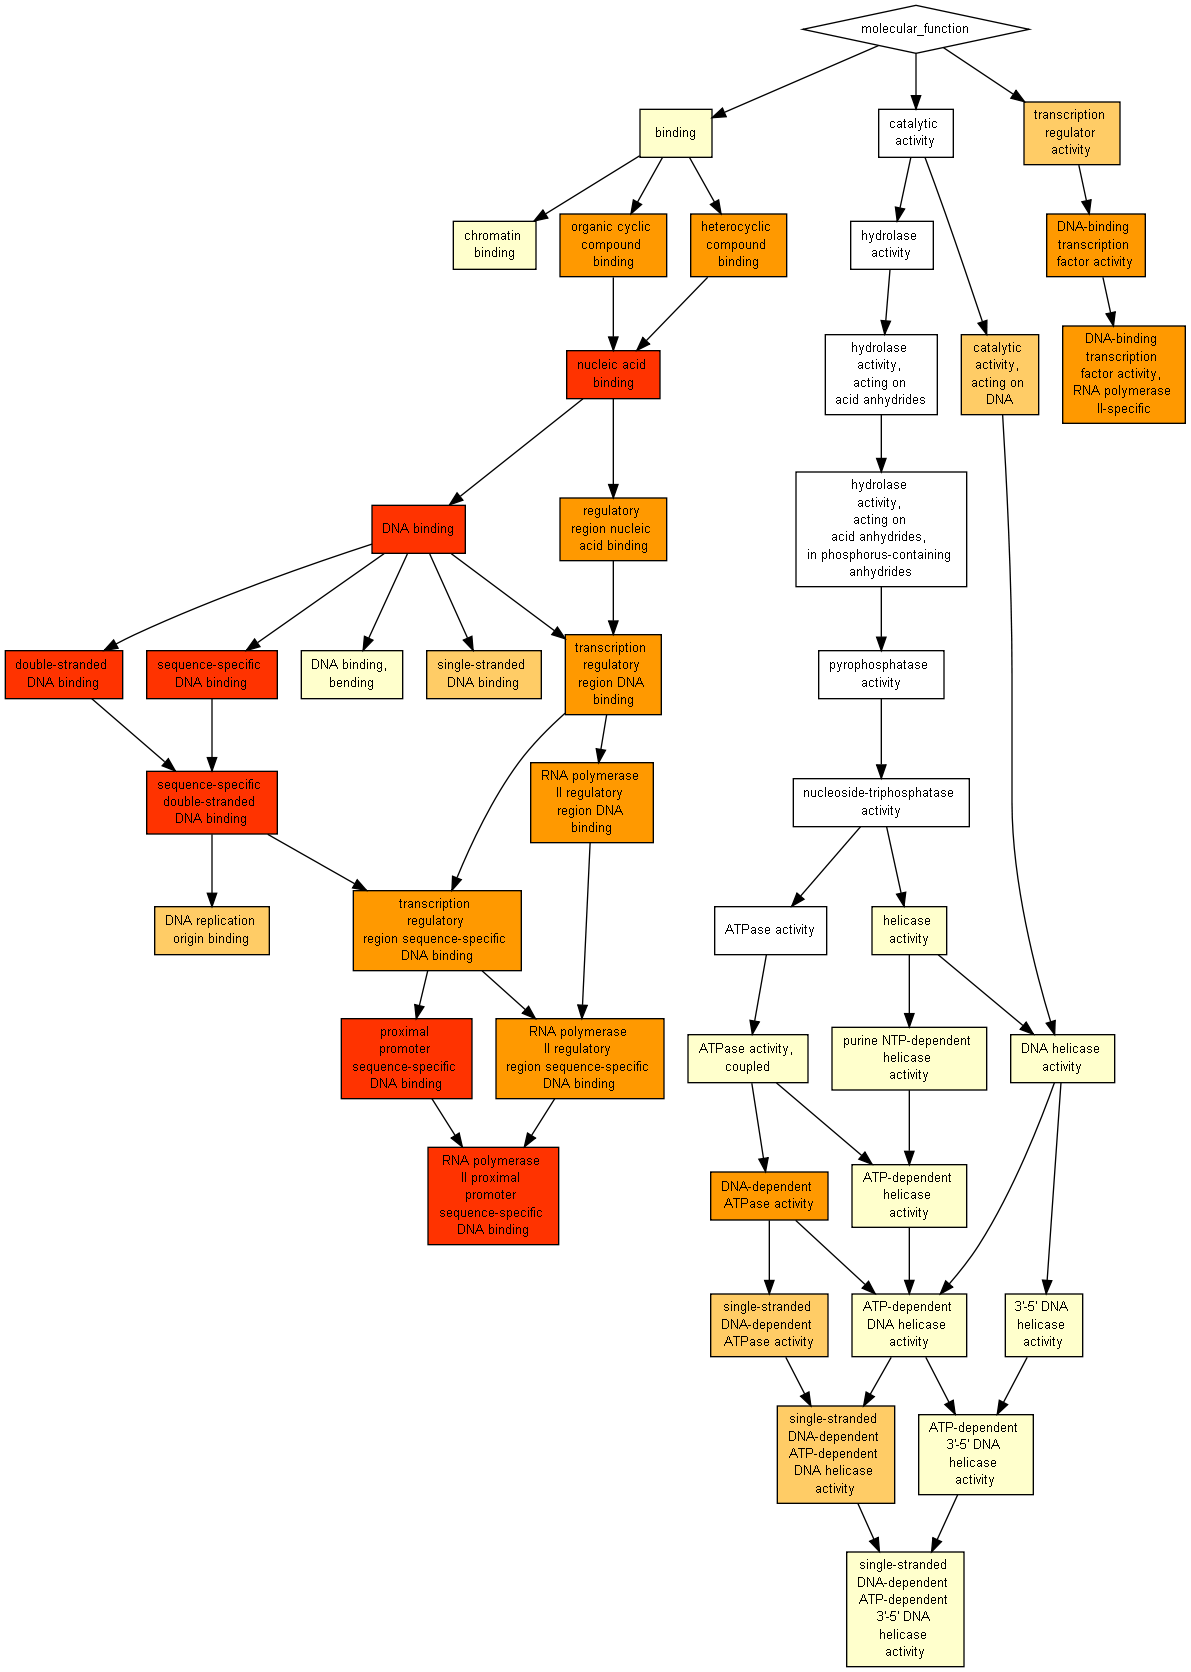 molecular_function
binding
catalytic
activity
transcription
regulator
activity
chromatin
binding
organic cyclic
compound
binding
heterocyclic
compound
binding
hydrolase
activity
DNA-binding
transcription
factor activity
nucleic acid
binding
hydrolase
activity,
acting on
acid anhydrides
catalytic
activity,
acting on
DNA
DNA-binding
transcription
factor activity,
RNA polymerase
II-specific
DNA binding
regulatory
region nucleic
acid binding
hydrolase
activity,
acting on
acid anhydrides,
in phosphorus-containing
anhydrides
double-stranded
DNA binding
sequence-specific
DNA binding
DNA binding,
bending
single-stranded
DNA binding
transcription
regulatory
region DNA
binding
pyrophosphatase
activity
sequence-specific
double-stranded
DNA binding
RNA polymerase
II regulatory
region DNA
binding
nucleoside-triphosphatase
activity
DNA replication
origin binding
transcription
regulatory
region sequence-specific
DNA binding
ATPase activity
helicase
activity
proximal
promoter
sequence-specific
DNA binding
RNA polymerase
II regulatory
region sequence-specific
DNA binding
ATPase activity,
coupled
purine NTP-dependent
helicase
activity
DNA helicase
activity
RNA polymerase
II proximal
promoter
sequence-specific
DNA binding
DNA-dependent
ATPase activity
ATP-dependent
helicase
activity
single-stranded
DNA-dependent
ATPase activity
ATP-dependent
DNA helicase
activity
3'-5' DNA
helicase
activity
single-stranded
DNA-dependent
ATP-dependent
DNA helicase
activity
ATP-dependent
3'-5' DNA
helicase
activity
single-stranded
DNA-dependent
ATP-dependent
3'-5' DNA
helicase
activity